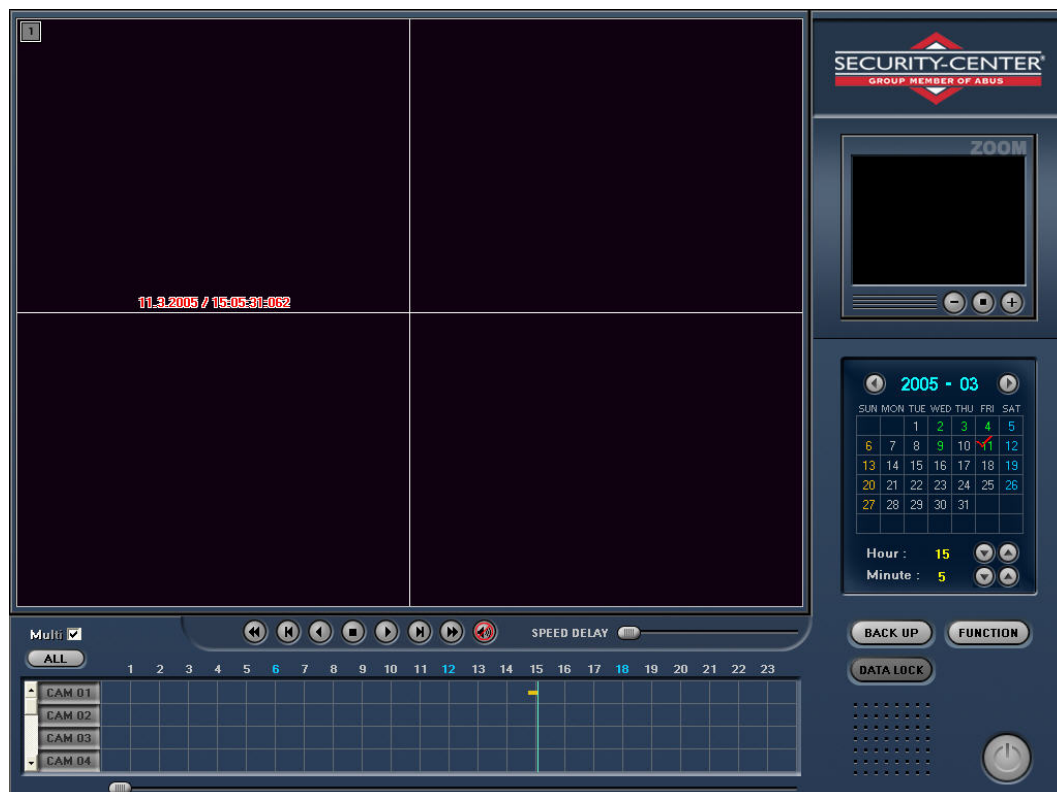 1
11.3.2005 / 15:05:31:062
SECURITY-CENTER®
GROUP MEMBER OF ABUS
ZOOM
2005 - 03
SUN MON TUE WED THU FRI SAT
1 2 3 4 5
6 7 8 9 10 11 12
13 14 15 16 17 18 19
20 21 22 23 24 25 26
27 28 29 30 31
Hour : 15
Minute : 5
Multi
SPEED DELAY
BACK UP FUNCTION
ALL
DATA LOCK
1 2 3 4 5 6 7 8 9 10 11 12 13 14 15 16 17 18 19 20 21 22 23
CAM 01
CAM 02
CAM 03
CAM 04